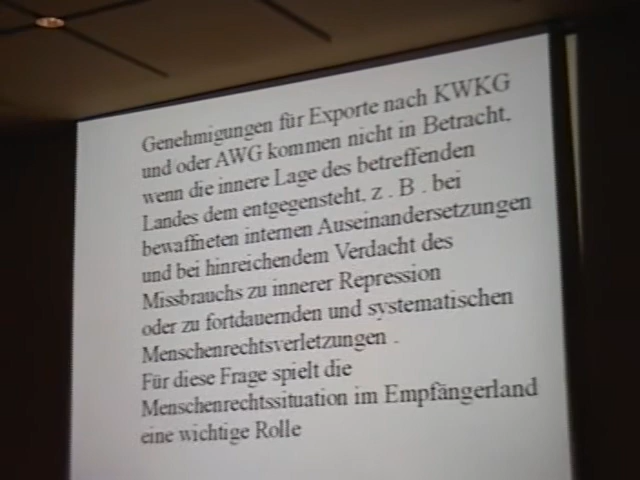 Genehmigungen für Exporte nach KWKG
und oder AWG kommen nicht in Betracht,
wenn die innere Lage des betreffenden
Landes dem entgegensteht, z . B . bei
bewaffneten internen Auseinandersetzungen
und bei hinreichendem Verdacht des
Missbrauchs zu innerer Repression
oder zu fortdauernden und systematischen
Menschenrechtsverletzungen .
Für diese Frage spielt die
Menschenrechtssituation im Empfängerland
eine wichtige Rolle